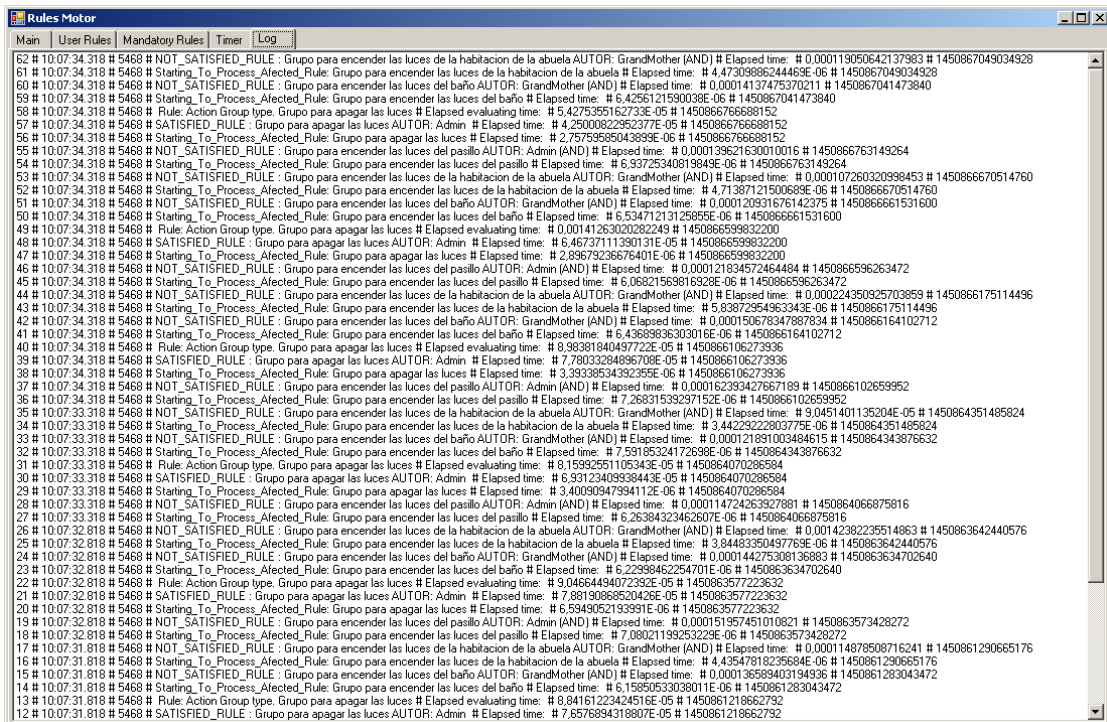 Rules Motor
Main User Rules Mandatory Rules Timer Log
62 # 10:07:34.318 # 5468 # NOT_SATISFIED_RULE : Grupo para encender las luces de la habitacion de la abuela AUTOR: GrandMother (AND) # Elapsed time: # 0,000119050642137983 # 1450867049034928
61 # 10:07:34.318 # 5468 # Starting_To_Process_Afected_Rule: Grupo para encender las luces de la habitacion de la abuela # Elapsed time: # 4,47309886244469E-06 # 1450867049034928
60 # 10:07:34.318 # 5468 # NOT_SATISFIED_RULE : Grupo para encender las luces del baño AUTOR: GrandMother (AND) # Elapsed time: # 0,00014137475370211 # 1450867041473840
59 # 10:07:34.318 # 5468 # Starting_To_Process_Afected_Rule: Grupo para encender las luces del baño # Elapsed time: # 6,4256121590038E-06 # 1450867041473840
58 # 10:07:34.318 # 5468 # Rule: Action Group type. Grupo para apagar las luces # Elapsed evaluating time: # 5,4275355162733E-05 # 1450866766688152
57 # 10:07:34.318 # 5468 # SATISFIED_RULE : Grupo para apagar las luces AUTOR: Admin # Elapsed time: # 4,25000822952377E-05 # 1450866766688152
56 # 10:07:34.318 # 5468 # Starting_To_Process_Afected_Rule: Grupo para apagar las luces # Elapsed time: # 2,75759585043899E-06 # 1450866766688152
55 # 10:07:34.318 # 5468 # NOT_SATISFIED_RULE : Grupo para encender las luces del pasillo AUTOR: Admin (AND) # Elapsed time: # 0,000139621630010016 # 1450866763149264
54 # 10:07:34.318 # 5468 # Starting_To_Process_Afected_Rule: Grupo para encender las luces del pasillo # Elapsed time: # 6,93725340819849E-06 # 1450866763149264
53 # 10:07:34.318 # 5468 # NOT_SATISFIED_RULE : Grupo para encender las luces de la habitacion de la abuela AUTOR: GrandMother (AND) # Elapsed time: # 0,000107260320998453 # 1450866670514760
52 # 10:07:34.318 # 5468 # Starting_To_Process_Afected_Rule: Grupo para encender las luces de la habitacion de la abuela # Elapsed time: # 4,71387121500689E-06 # 1450866670514760
51 # 10:07:34.318 # 5468 # NOT_SATISFIED_RULE : Grupo para encender las luces del baño AUTOR: GrandMother (AND) # Elapsed time: # 0,000120931676142375 # 1450866661531600
50 # 10:07:34.318 # 5468 # Starting_To_Process_Afected_Rule: Grupo para encender las luces del baño # Elapsed time: # 6,53471213125855E-06 # 1450866661531600
49 # 10:07:34.318 # 5468 # Rule: Action Group type. Grupo para apagar las luces # Elapsed evaluating time: # 0,00141263020282249 # 1450866599832200
48 # 10:07:34.318 # 5468 # SATISFIED_RULE : Grupo para apagar las luces AUTOR: Admin # Elapsed time: # 6,46737111390131E-05 # 1450866599832200
47 # 10:07:34.318 # 5468 # Starting_To_Process_Afected_Rule: Grupo para apagar las luces # Elapsed time: # 2,89679236676401E-06 # 1450866599832200
46 # 10:07:34.318 # 5468 # NOT_SATISFIED_RULE : Grupo para encender las luces del pasillo AUTOR: Admin (AND) # Elapsed time: # 0,000121834572464484 # 1450866596263472
45 # 10:07:34.318 # 5468 # Starting_To_Process_Afected_Rule: Grupo para encender las luces del pasillo # Elapsed time: # 6,06821569816928E-06 # 1450866596263472
44 # 10:07:34.318 # 5468 # NOT_SATISFIED_RULE : Grupo para encender las luces de la habitacion de la abuela AUTOR: GrandMother (AND) # Elapsed time: # 0,000224350925703859 # 1450866175114496
43 # 10:07:34.318 # 5468 # Starting_To_Process_Afected_Rule: Grupo para encender las luces de la habitacion de la abuela # Elapsed time: # 5,83872954963343E-06 # 1450866175114496
42 # 10:07:34.318 # 5468 # NOT_SATISFIED_RULE : Grupo para encender las luces del baño AUTOR: GrandMother (AND) # Elapsed time: # 0,000150678347887834 # 1450866164102712
41 # 10:07:34.318 # 5468 # Starting_To_Process_Afected_Rule: Grupo para encender las luces del baño # Elapsed time: # 6,43689836303016E-06 # 1450866164102712
40 # 10:07:34.318 # 5468 # Rule: Action Group type. Grupo para apagar las luces # Elapsed evaluating time: # 8,98381840497722E-05 # 1450866106273936
39 # 10:07:34.318 # 5468 # SATISFIED_RULE : Grupo para apagar las luces AUTOR: Admin # Elapsed time: # 7,78033284896708E-05 # 1450866106273936
38 # 10:07:34.318 # 5468 # Starting_To_Process_Afected_Rule: Grupo para apagar las luces # Elapsed time: # 3,39338534392355E-06 # 1450866106273936
37 # 10:07:34.318 # 5468 # NOT_SATISFIED_RULE : Grupo para encender las luces del pasillo AUTOR: Admin (AND) # Elapsed time: # 0,000162393427667189 # 1450866102659952
36 # 10:07:34.318 # 5468 # Starting_To_Process_Afected_Rule: Grupo para encender las luces del pasillo # Elapsed time: # 7,26831539297152E-06 # 1450866102659952
35 # 10:07:33.318 # 5468 # NOT_SATISFIED_RULE : Grupo para encender las luces de la habitacion de la abuela AUTOR: GrandMother (AND) # Elapsed time: # 9,0451401135204E-05 # 1450864351485824
34 # 10:07:33.318 # 5468 # Starting_To_Process_Afected_Rule: Grupo para encender las luces de la habitacion de la abuela # Elapsed time: # 3,44229222803775E-06 # 1450864351485824
33 # 10:07:33.318 # 5468 # NOT_SATISFIED_RULE : Grupo para encender las luces del baño AUTOR: GrandMother (AND) # Elapsed time: # 0,000121891003484615 # 1450864343876632
32 # 10:07:33.318 # 5468 # Starting_To_Process_Afected_Rule: Grupo para encender las luces del baño # Elapsed time: # 7,59185324172698E-06 # 1450864343876632
31 # 10:07:33.318 # 5468 # Rule: Action Group type. Grupo para apagar las luces # Elapsed evaluating time: # 8,15992551105343E-05 # 1450864070286584
30 # 10:07:33.318 # 5468 # SATISFIED_RULE : Grupo para apagar las luces AUTOR: Admin # Elapsed time: # 6,93123409938443E-05 # 1450864070286584
29 # 10:07:33.318 # 5468 # Starting_To_Process_Afected_Rule: Grupo para apagar las luces # Elapsed time: # 3,40090947994112E-06 # 1450864070286584
28 # 10:07:33.318 # 5468 # NOT_SATISFIED_RULE : Grupo para encender las luces del pasillo AUTOR: Admin (AND) # Elapsed time: # 0,000114724263927881 # 1450864066875816
27 # 10:07:33.318 # 5468 # Starting_To_Process_Afected_Rule: Grupo para encender las luces del pasillo # Elapsed time: # 6,26384323462607E-06 # 1450864066875816
26 # 10:07:32.818 # 5468 # NOT_SATISFIED_RULE : Grupo para encender las luces de la habitacion de la abuela AUTOR: GrandMother (AND) # Elapsed time: # 0,00142382235514863 # 1450863642440576
25 # 10:07:32.818 # 5468 # Starting_To_Process_Afected_Rule: Grupo para encender las luces de la habitacion de la abuela # Elapsed time: # 3,84483350497769E-06 # 1450863642440576
24 # 10:07:32.818 # 5468 # NOT_SATISFIED_RULE : Grupo para encender las luces del baño AUTOR: GrandMother (AND) # Elapsed time: # 0,000144275308136883 # 1450863634702640
23 # 10:07:32.818 # 5468 # Starting_To_Process_Afected_Rule: Grupo para encender las luces del baño # Elapsed time: # 6,22998462254701E-06 # 1450863634702640
22 # 10:07:32.818 # 5468 # Rule: Action Group type. Grupo para apagar las luces # Elapsed evaluating time: # 9,04664494072392E-05 # 1450863577223632
21 # 10:07:32.818 # 5468 # SATISFIED_RULE : Grupo para apagar las luces AUTOR: Admin # Elapsed time: # 7,88190868520426E-05 # 1450863577223632
20 # 10:07:32.818 # 5468 # Starting_To_Process_Afected_Rule: Grupo para apagar las luces # Elapsed time: # 6,5949052193991E-06 # 1450863577223632
19 # 10:07:32.818 # 5468 # NOT_SATISFIED_RULE : Grupo para encender las luces del pasillo AUTOR: Admin (AND) # Elapsed time: # 0,000151957451010821 # 1450863573428272
18 # 10:07:32.818 # 5468 # Starting_To_Process_Afected_Rule: Grupo para encender las luces del pasillo # Elapsed time: # 7,08021199253229E-06 # 1450863573428272
17 # 10:07:31.818 # 5468 # NOT_SATISFIED_RULE : Grupo para encender las luces de la habitacion de la abuela AUTOR: GrandMother (AND) # Elapsed time: # 0,000114878508716241 # 1450861290665176
16 # 10:07:31.818 # 5468 # Starting_To_Process_Afected_Rule: Grupo para encender las luces de la habitacion de la abuela # Elapsed time: # 4,43547818235684E-06 # 1450861290665176
15 # 10:07:31.818 # 5468 # NOT_SATISFIED_RULE : Grupo para encender las luces del baño AUTOR: GrandMother (AND) # Elapsed time: # 0,000136589403194936 # 1450861283043472
14 # 10:07:31.818 # 5468 # Starting_To_Process_Afected_Rule: Grupo para encender las luces del baño # Elapsed time: # 6,15850533038011E-06 # 1450861283043472
13 # 10:07:31.818 # 5468 # Rule: Action Group type. Grupo para apagar las luces # Elapsed evaluating time: # 8,84161223424516E-05 # 1450861218662792
12 # 10:07:31.818 # 5468 # SATISFIED_RULE : Grupo para apagar las luces AUTOR: Admin # Elapsed time: # 7,6576894318807E-05 # 1450861218662792